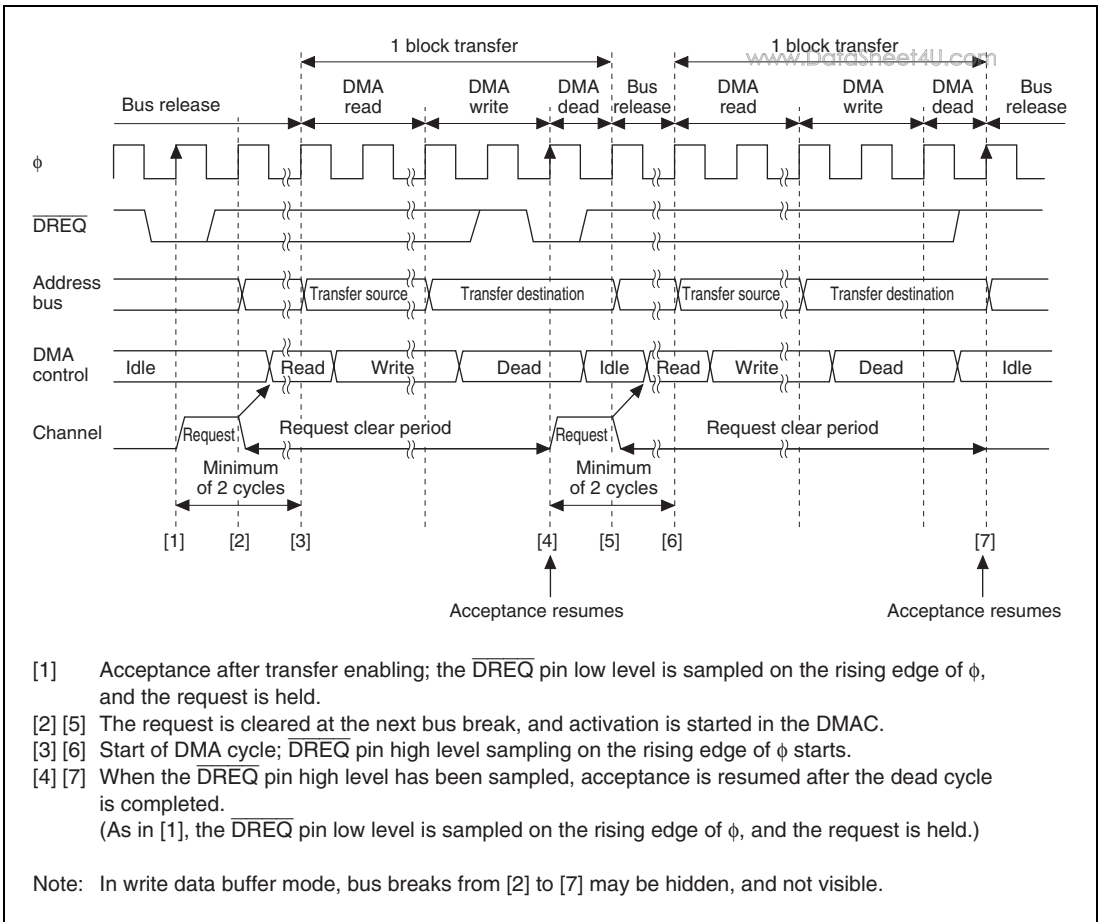 1 block transfer 1 block transfer
www.DataSheet4U.com
Bus release DMA read DMA write DMA dead Bus release DMA read DMA write DMA dead Bus release
ϕ
DREQ
Address bus Transfer source Transfer destination Transfer source Transfer destination
DMA control Idle Read Write Dead Idle Read Write Dead Idle
Channel Request Request clear period Request Request clear period
Minimum of 2 cycles Minimum of 2 cycles
[1] [2] [3] [4] [5] [6] [7]
Acceptance resumes Acceptance resumes
[1] Acceptance after transfer enabling; the DREQ pin low level is sampled on the rising edge of ϕ,
and the request is held.
[2] [5] The request is cleared at the next bus break, and activation is started in the DMAC.
[3] [6] Start of DMA cycle; DREQ pin high level sampling on the rising edge of ϕ starts.
[4] [7] When the DREQ pin high level has been sampled, acceptance is resumed after the dead cycle
is completed.
(As in [1], the DREQ pin low level is sampled on the rising edge of ϕ, and the request is held.)
Note: In write data buffer mode, bus breaks from [2] to [7] may be hidden, and not visible.